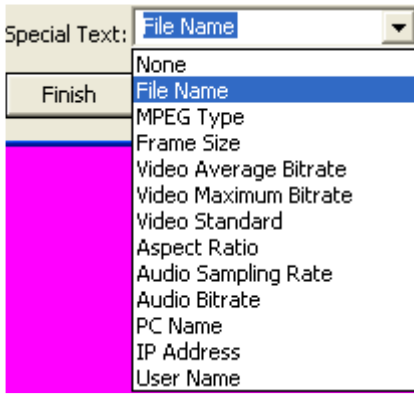 Special Text: File Name
None
Finish File Name
MPEG Type
Frame Size
Video Average Bitrate
Video Maximum Bitrate
Video Standard
Aspect Ratio
Audio Sampling Rate
Audio Bitrate
PC Name
IP Address
User Name